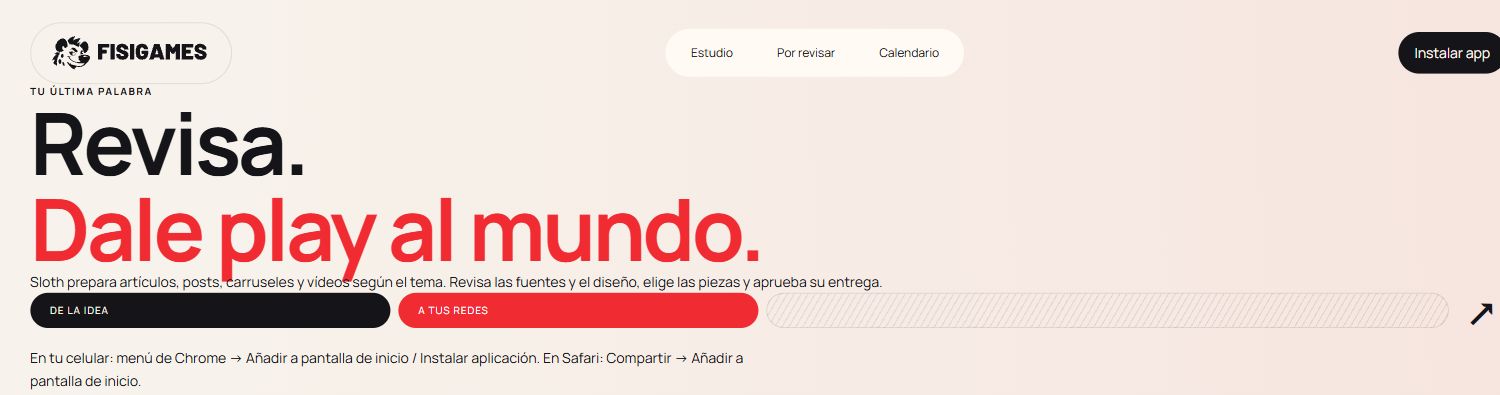 FISIGAMES
Estudio
Por revisar
Calendario
Instalar app
TU ÚLTIMA PALABRA
Revisa.
Dale play al mundo.
Sloth prepara artículos, posts, carruseles y vídeos según el tema. Revisa las fuentes y el diseño, elige las piezas y aprueba su entrega.
DE LA IDEA
A TUS REDES
↗
En tu celular: menú de Chrome → Añadir a pantalla de inicio / Instalar aplicación. En Safari: Compartir → Añadir a
pantalla de inicio.